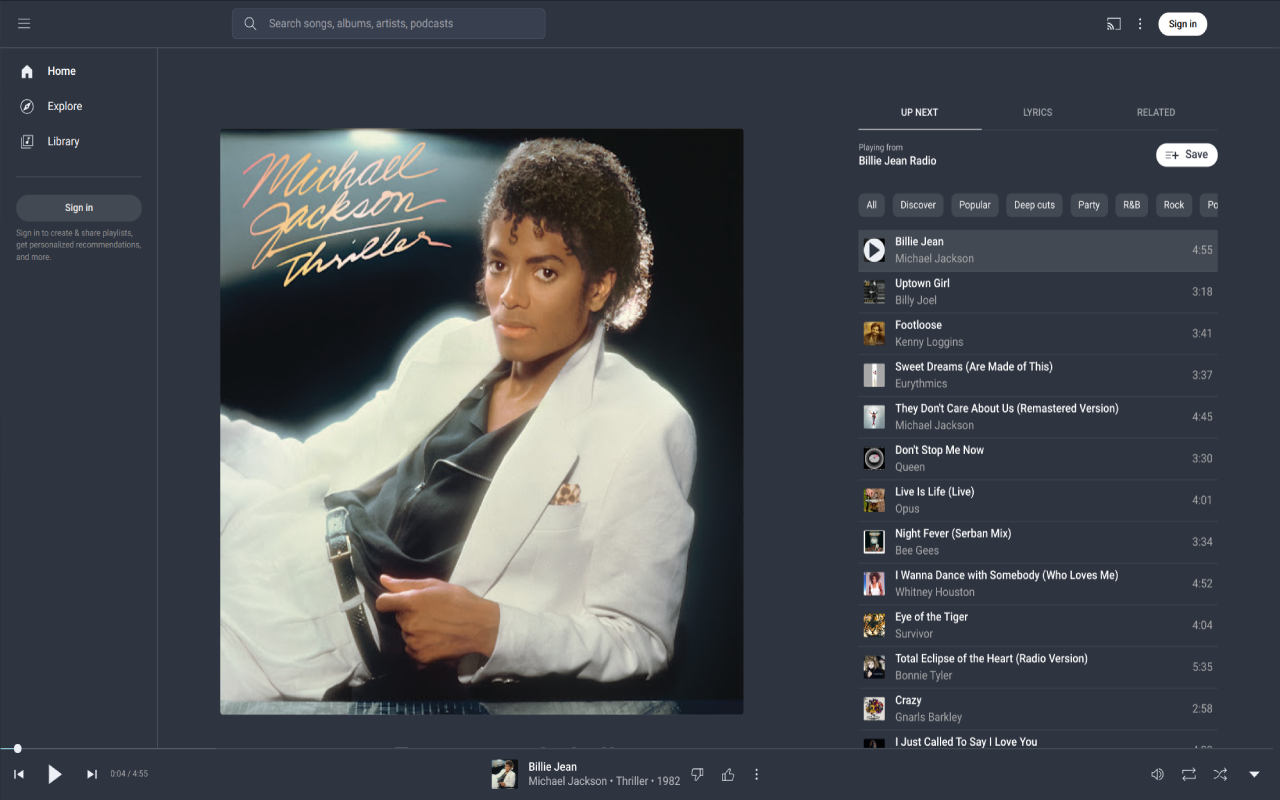 Search songs, albums, artists, podcasts
Sign in
Home
Explore
Library
Sign in
Sign in to create & share playlists,
get personalized recommendations,
and more.
Michael
Jackson
Thriller
UP NEXT
LYRICS
RELATED
Playing from
Billie Jean Radio
Save
All
Discover
Popular
Deep cuts
Party
R&B
Rock
Po
Billie Jean
Michael Jackson
4:55
Uptown Girl
Billy Joel
3:18
Footloose
Kenny Loggins
3:41
Sweet Dreams (Are Made of This)
Eurythmics
3:37
They Don't Care About Us (Remastered Version)
Michael Jackson
4:45
Don't Stop Me Now
Queen
3:30
Live Is Life (Live)
Opus
4:01
Night Fever (Serban Mix)
Bee Gees
3:34
I Wanna Dance with Somebody (Who Loves Me)
Whitney Houston
4:52
Eye of the Tiger
Survivor
4:04
Total Eclipse of the Heart (Radio Version)
Bonnie Tyler
5:35
Crazy
Gnarls Barkley
2:58
I Just Called To Say I Love You
0:04 / 4:55
Billie Jean
Michael Jackson • Thriller • 1982